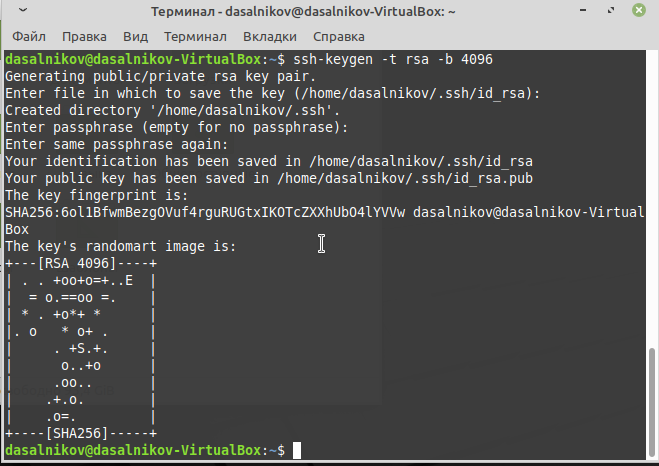 Терминал - dasalnikov@dasalnikov-VirtualBox: ~
Файл Правка Вид Терминал Вкладки Справка
dasalnikov@dasalnikov-VirtualBox:~$ ssh-keygen -t rsa -b 4096
Generating public/private rsa key pair.
Enter file in which to save the key (/home/dasalnikov/.ssh/id_rsa):
Created directory '/home/dasalnikov/.ssh'.
Enter passphrase (empty for no passphrase):
Enter same passphrase again:
Your identification has been saved in /home/dasalnikov/.ssh/id_rsa
Your public key has been saved in /home/dasalnikov/.ssh/id_rsa.pub
The key fingerprint is:
SHA256:6ol1BfwmBezgOVuf4rguRUGtxIKOTcZXXhUbO4lYVVw dasalnikov@dasalnikov-Virtual
Box
The key's randomart image is:
+---[RSA 4096]----+
| . . +oo+o=+..E  |
|  = o.==oo =.    |
| * . +o*+ *      |
|. o   * o+ .     |
|     . +S.+.     |
|      o..+o      |
|     .oo..       |
|    .+.o.        |
|    .o=.         |
+----[SHA256]-----+
dasalnikov@dasalnikov-VirtualBox:~$